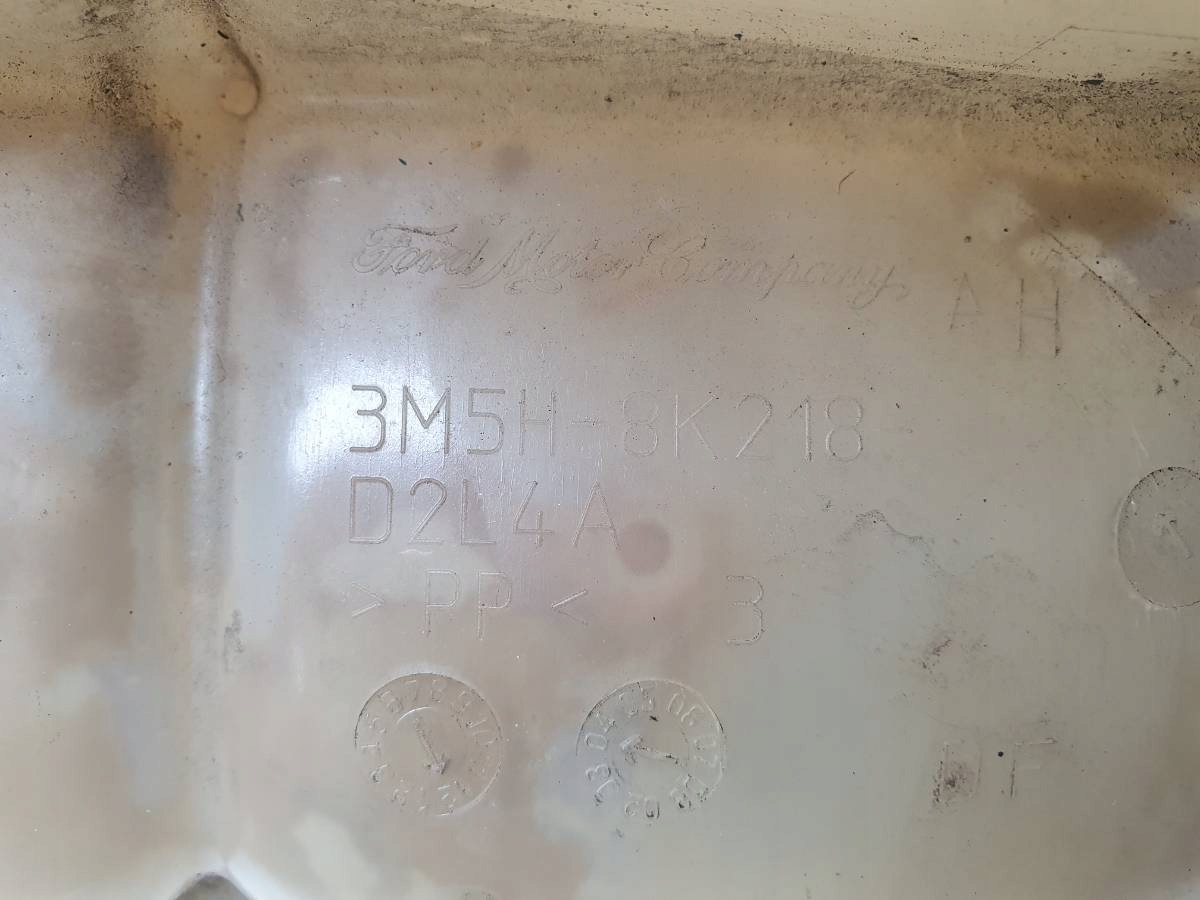 Ford Motor Company
AH
3M5H-8K218-
D2L4A
>PP< 3